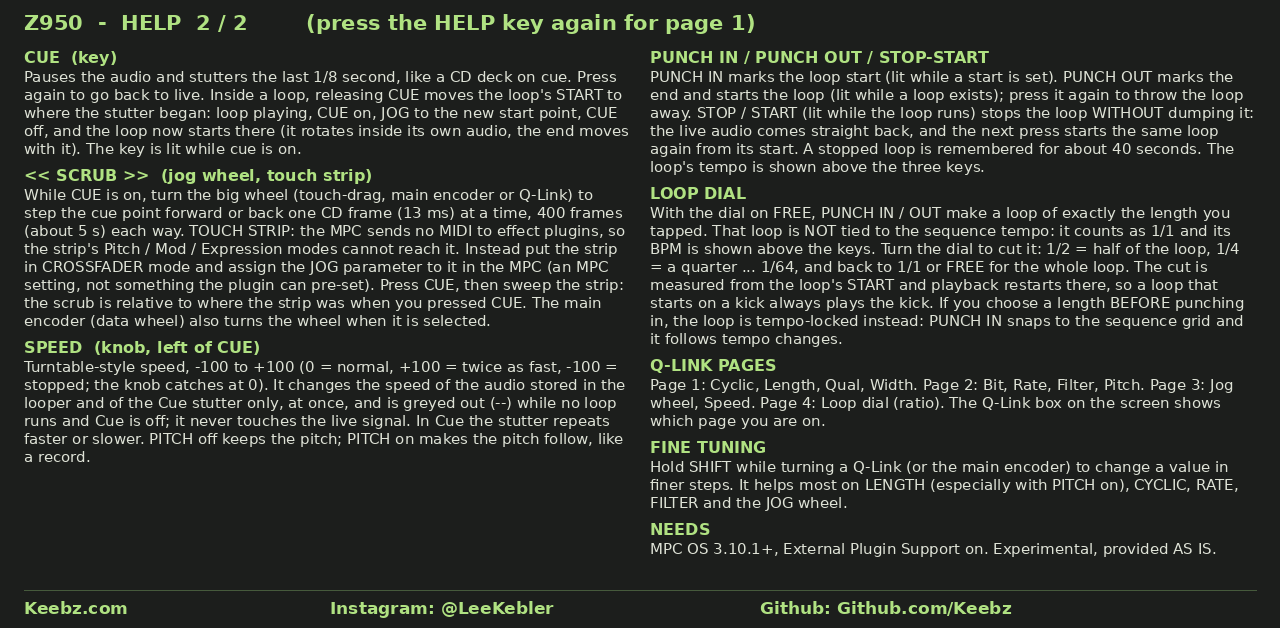 Z950 - HELP 2 / 2 (press the HELP key again for page 1)
CUE (key)
Pauses the audio and stutters the last 1/8 second, like a CD deck on cue. Press
again to go back to live. Inside a loop, releasing CUE moves the loop's START to
where the stutter began: loop playing, CUE on, JOG to the new start point, CUE
off, and the loop now starts there (it rotates inside its own audio, the end moves
with it). The key is lit while cue is on.
<< SCRUB >> (jog wheel, touch strip)
While CUE is on, turn the big wheel (touch-drag, main encoder or Q-Link) to
step the cue point forward or back one CD frame (13 ms) at a time, 400 frames
(about 5 s) each way. TOUCH STRIP: the MPC sends no MIDI to effect plugins, so
the strip's Pitch / Mod / Expression modes cannot reach it. Instead put the strip
in CROSSFADER mode and assign the JOG parameter to it in the MPC (an MPC
setting, not something the plugin can pre-set). Press CUE, then sweep the strip:
the scrub is relative to where the strip was when you pressed CUE. The main
encoder (data wheel) also turns the wheel when it is selected.
SPEED (knob, left of CUE)
Turntable-style speed, -100 to +100 (0 = normal, +100 = twice as fast, -100 =
stopped; the knob catches at 0). It changes the speed of the audio stored in the
looper and of the Cue stutter only, at once, and is greyed out (--) while no loop
runs and Cue is off; it never touches the live signal. In Cue the stutter repeats
faster or slower. PITCH off keeps the pitch; PITCH on makes the pitch follow, like
a record.
PUNCH IN / PUNCH OUT / STOP-START
PUNCH IN marks the loop start (lit while a start is set). PUNCH OUT marks the
end and starts the loop (lit while a loop exists); press it again to throw the loop
away. STOP / START (lit while the loop runs) stops the loop WITHOUT dumping it:
the live audio comes straight back, and the next press starts the same loop
again from its start. A stopped loop is remembered for about 40 seconds. The
loop's tempo is shown above the three keys.
LOOP DIAL
With the dial on FREE, PUNCH IN / OUT make a loop of exactly the length you
tapped. That loop is NOT tied to the sequence tempo: it counts as 1/1 and its
BPM is shown above the keys. Turn the dial to cut it: 1/2 = half of the loop, 1/4
= a quarter ... 1/64, and back to 1/1 or FREE for the whole loop. The cut is
measured from the loop's START and playback restarts there, so a loop that
starts on a kick always plays the kick. If you choose a length BEFORE punching
in, the loop is tempo-locked instead: PUNCH IN snaps to the sequence grid and
it follows tempo changes.
Q-LINK PAGES
Page 1: Cyclic, Length, Qual, Width. Page 2: Bit, Rate, Filter, Pitch. Page 3: Jog
wheel, Speed. Page 4: Loop dial (ratio). The Q-Link box on the screen shows
which page you are on.
FINE TUNING
Hold SHIFT while turning a Q-Link (or the main encoder) to change a value in
finer steps. It helps most on LENGTH (especially with PITCH on), CYCLIC, RATE,
FILTER and the JOG wheel.
NEEDS
MPC OS 3.10.1+, External Plugin Support on. Experimental, provided AS IS.
Keebz.com Instagram: @LeeKebler Github: Github.com/Keebz